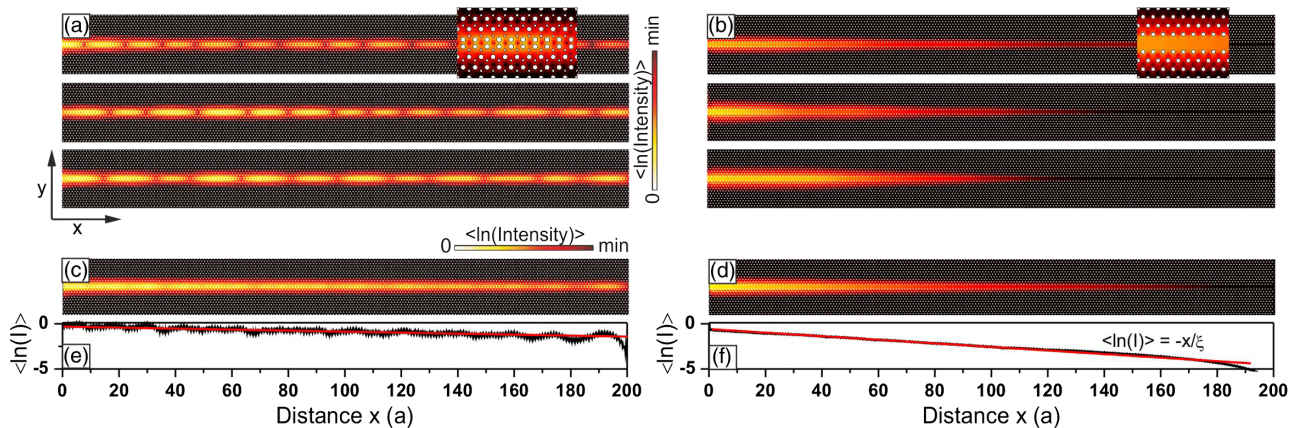 (a)
min
<ln(Intensity)>
0
y
x
(b)
<ln(Intensity)>
0 min
(c)
(d)
<ln(I)>
0
-5
(e)
0 20 40 60 80 100 120 140 160 180 200
Distance x (a)
<ln(I)>
0
-5
(f)
<ln(I)> = -x/ξ
0 20 40 60 80 100 120 140 160 180 200
Distance x (a)